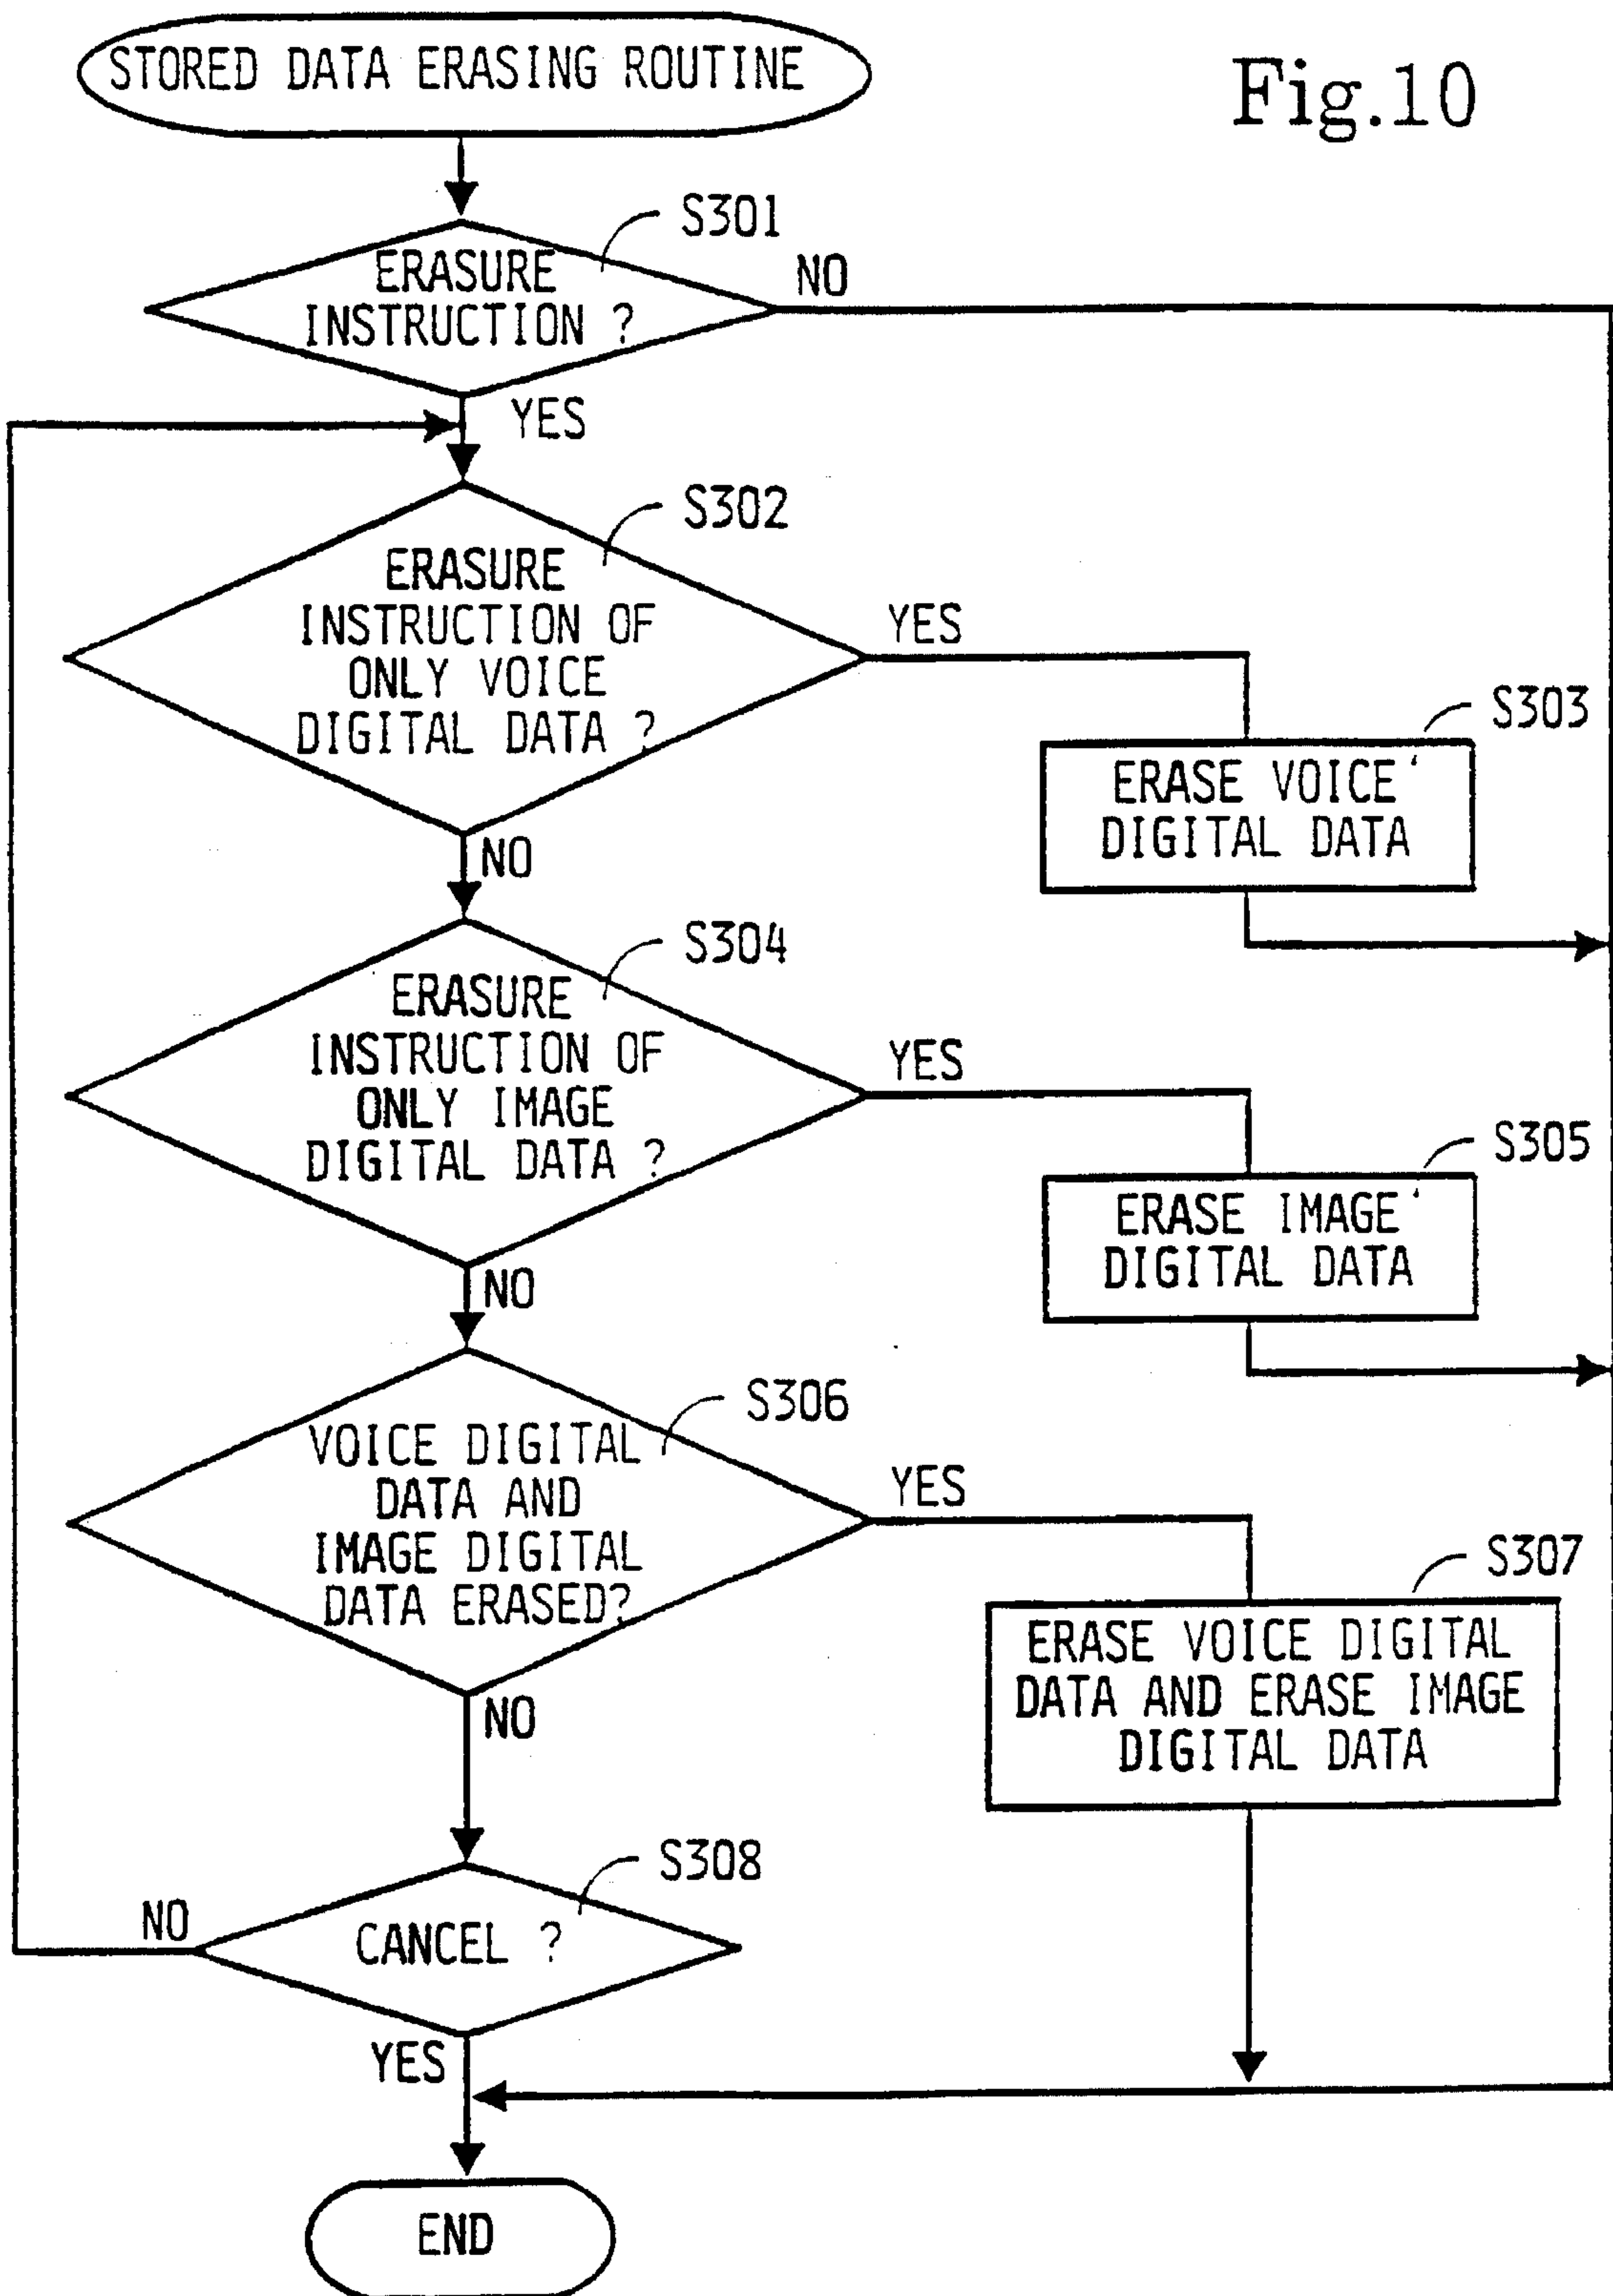 STORED DATA ERASING ROUTINE
Fig.10
S301
ERASURE
INSTRUCTION ?
NO
YES
S302
ERASURE
INSTRUCTION OF
ONLY VOICE
DIGITAL DATA ?
YES
S303
ERASE VOICE
DIGITAL DATA
NO
S304
ERASURE
INSTRUCTION OF
ONLY IMAGE
DIGITAL DATA ?
YES
S305
ERASE IMAGE
DIGITAL DATA
NO
S306
VOICE DIGITAL
DATA AND
IMAGE DIGITAL
DATA ERASED?
YES
S307
ERASE VOICE DIGITAL
DATA AND ERASE IMAGE
DIGITAL DATA
NO
S308
CANCEL ?
NO
YES
END